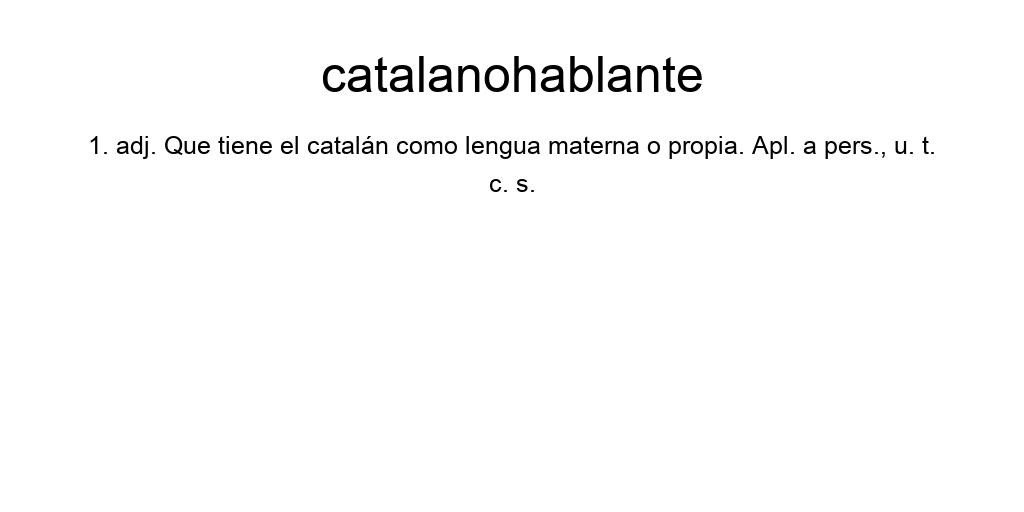 catalanohablante
1. adj. Que tiene el catalán como lengua materna o propia. Apl. a pers., u. t.
c. s.